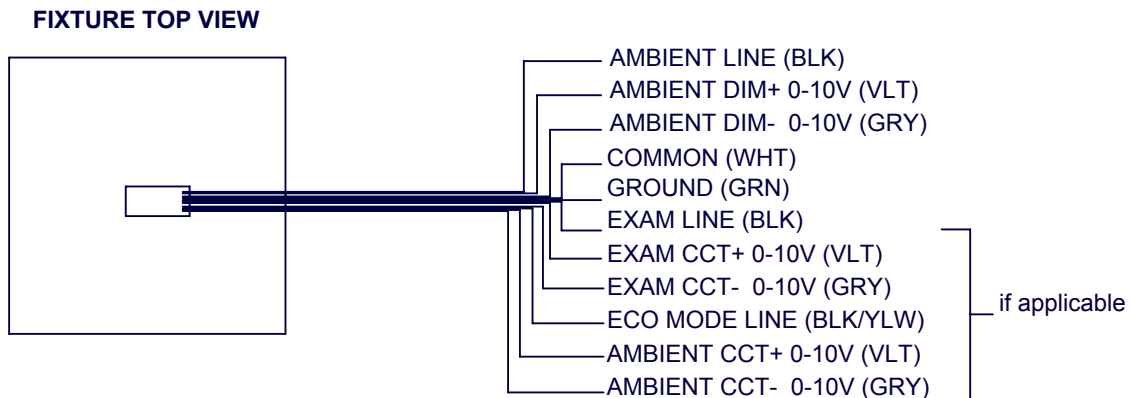 FIXTURE TOP VIEW
AMBIENT LINE (BLK)
AMBIENT DIM+ 0-10V (VLT)
AMBIENT DIM- 0-10V (GRY)
COMMON (WHT)
GROUND (GRN)
EXAM LINE (BLK)
EXAM CCT+ 0-10V (VLT)
EXAM CCT- 0-10V (GRY)
ECO MODE LINE (BLK/YLW)
AMBIENT CCT+ 0-10V (VLT)
AMBIENT CCT- 0-10V (GRY)
if applicable